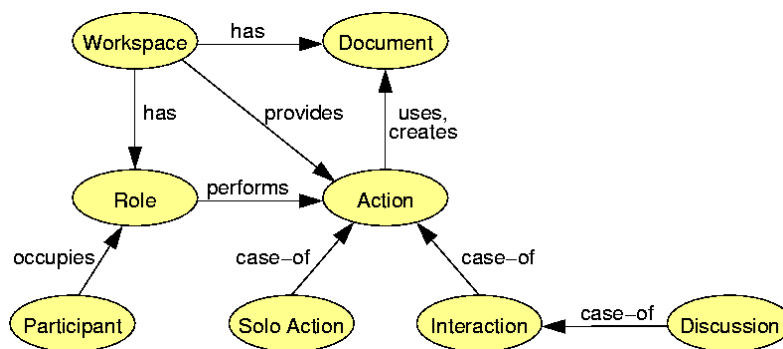 Workspace
has
Document
has
provides
uses,
creates
Role
performs
Action
occupies
case–of
case–of
Participant
Solo Action
Interaction
case–of
Discussion